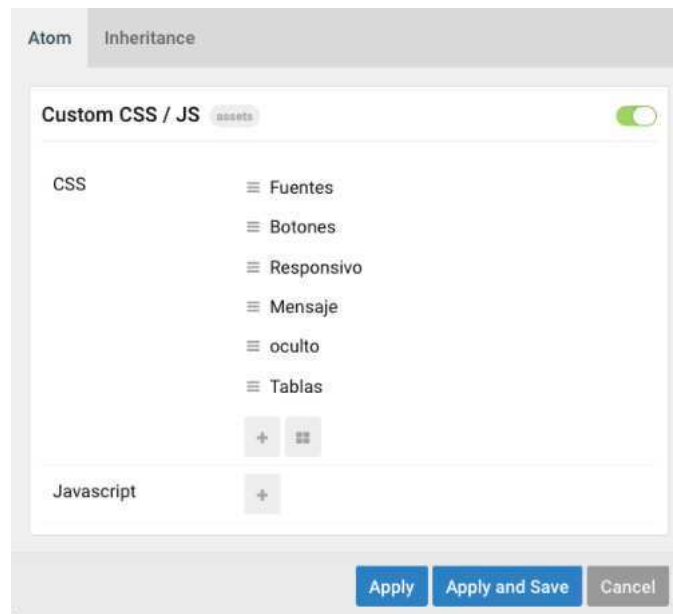 Atom Inheritance
Custom CSS / JS assets
CSS
Fuentes
Botones
Responsivo
Mensaje
oculto
Tablas
Javascript
Apply Apply and Save Cancel